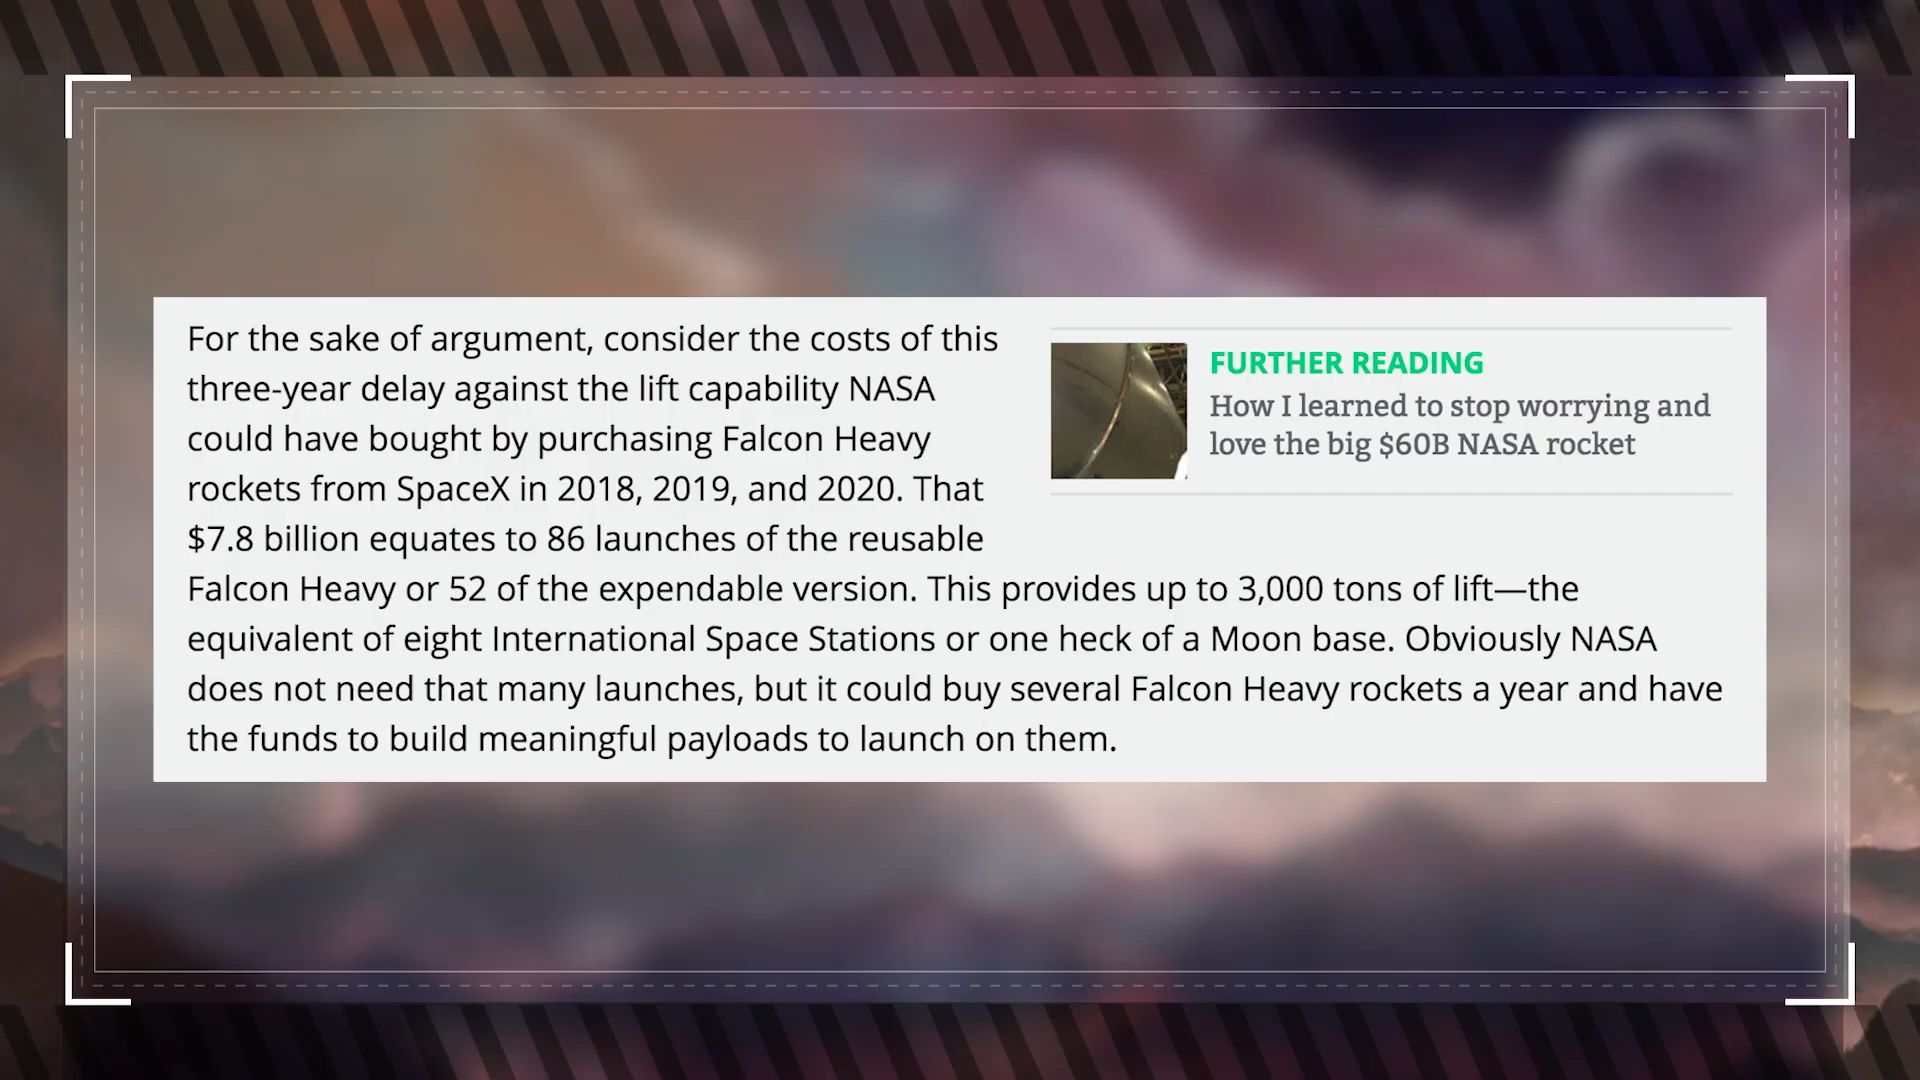 For the sake of argument, consider the costs of this
three-year delay against the lift capability NASA
could have bought by purchasing Falcon Heavy
rockets from SpaceX in 2018, 2019, and 2020. That
$7.8 billion equates to 86 launches of the reusable
Falcon Heavy or 52 of the expendable version. This provides up to 3,000 tons of lift—the
equivalent of eight International Space Stations or one heck of a Moon base. Obviously NASA
does not need that many launches, but it could buy several Falcon Heavy rockets a year and have
the funds to build meaningful payloads to launch on them.
FURTHER READING
How I learned to stop worrying and
love the big $60B NASA rocket